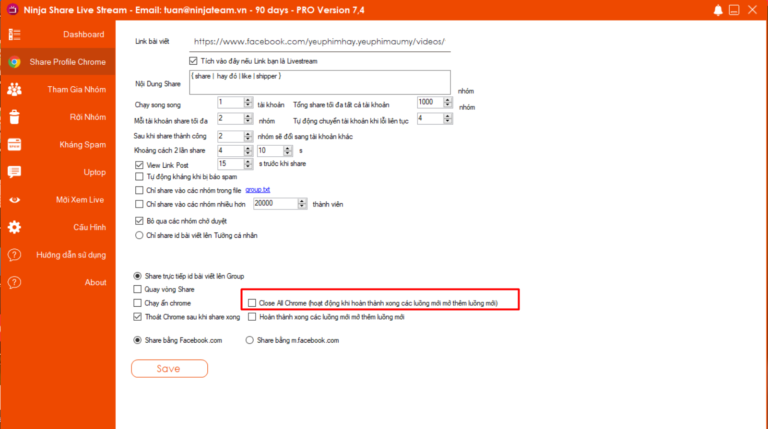 Ninja Share Live Stream - Email: tuan@ninjateam.vn - 90 days - PRO Version 7,4
Dashboard
Share Profile Chrome
Tham Gia Nhóm
Rời Nhóm
Kháng Spam
Uptop
Mời Xem Live
Cấu Hình
Hướng dẫn sử dụng
About
Link bài viết https://www.facebook.com/yeuphimhay.yeuphimaumy/videos/
Tích vào đây nếu Link bạn là Livestream
Nội Dung Share { share | hay đó | like | shipper }
nhóm
Chạy song song 1 tài khoản Tổng share tối đa tất cả tài khoản 1000 nhóm
Mỗi tài khoản share tối đa 2 nhóm Tự động chuyển tài khoản khi lỗi liên tục 4
Sau khi share thành công 2 nhóm sẽ đổi sang tài khoản khác
Khoảng cách 2 lần share 4 10 s
View Link Post 15 s trước khi share
Tự động kháng khi bị báo spam
Chỉ share vào các nhóm trong file group.txt
Chỉ share vào các nhóm nhiều hơn 20000 thành viên
Bỏ qua các nhóm chờ duyệt
Chỉ share id bài viết lên Tường cá nhân
Share trực tiếp id bài viết lên Group
Quay vòng Share
Chạy ẩn chrome Close All Chrome (hoạt động khi hoàn thành xong các luồng mới mở thêm luồng mới)
Thoát Chrome sau khi share xong Hoàn thành xong các luồng mới mở thêm luồng mới
Share bằng Facebook.com Share bằng m.facebook.com
Save